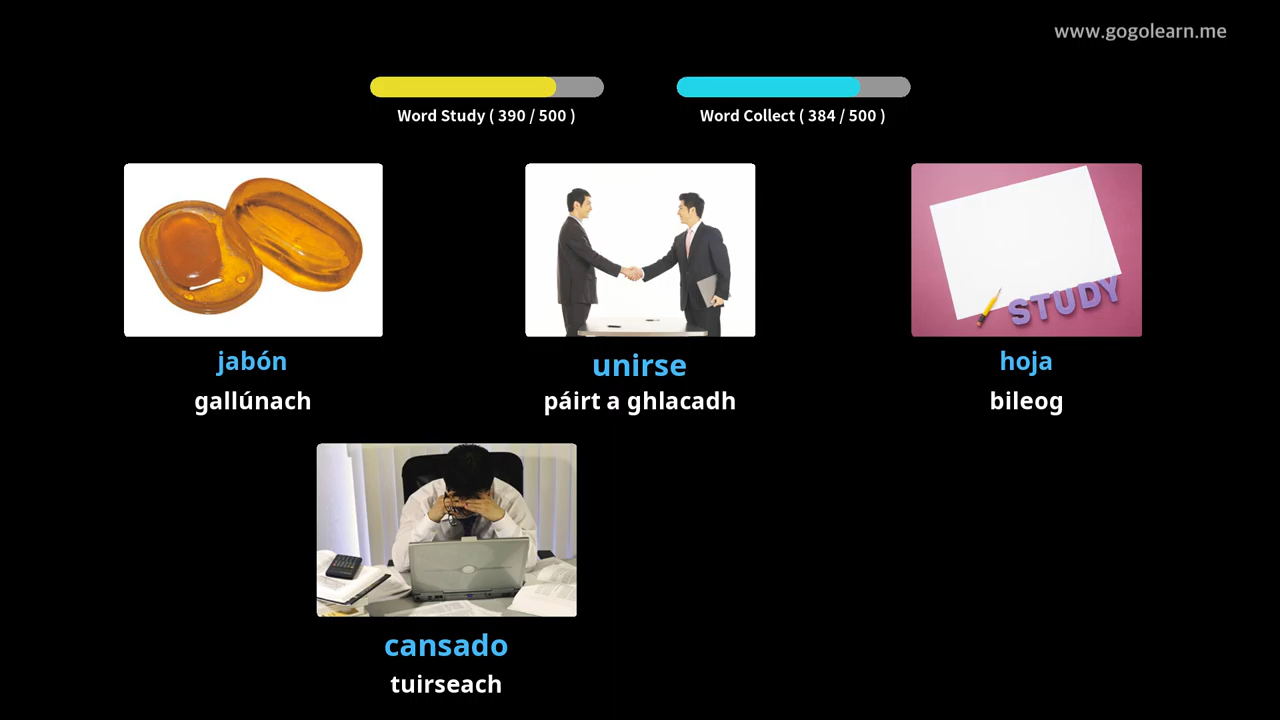 www.gogolearn.me
Word Study ( 390 / 500 )
Word Collect ( 384 / 500 )
STUDY
jabón
unirse
hoja
gallúnach
páirt a ghlacadh
bileog
cansado
tuirseach